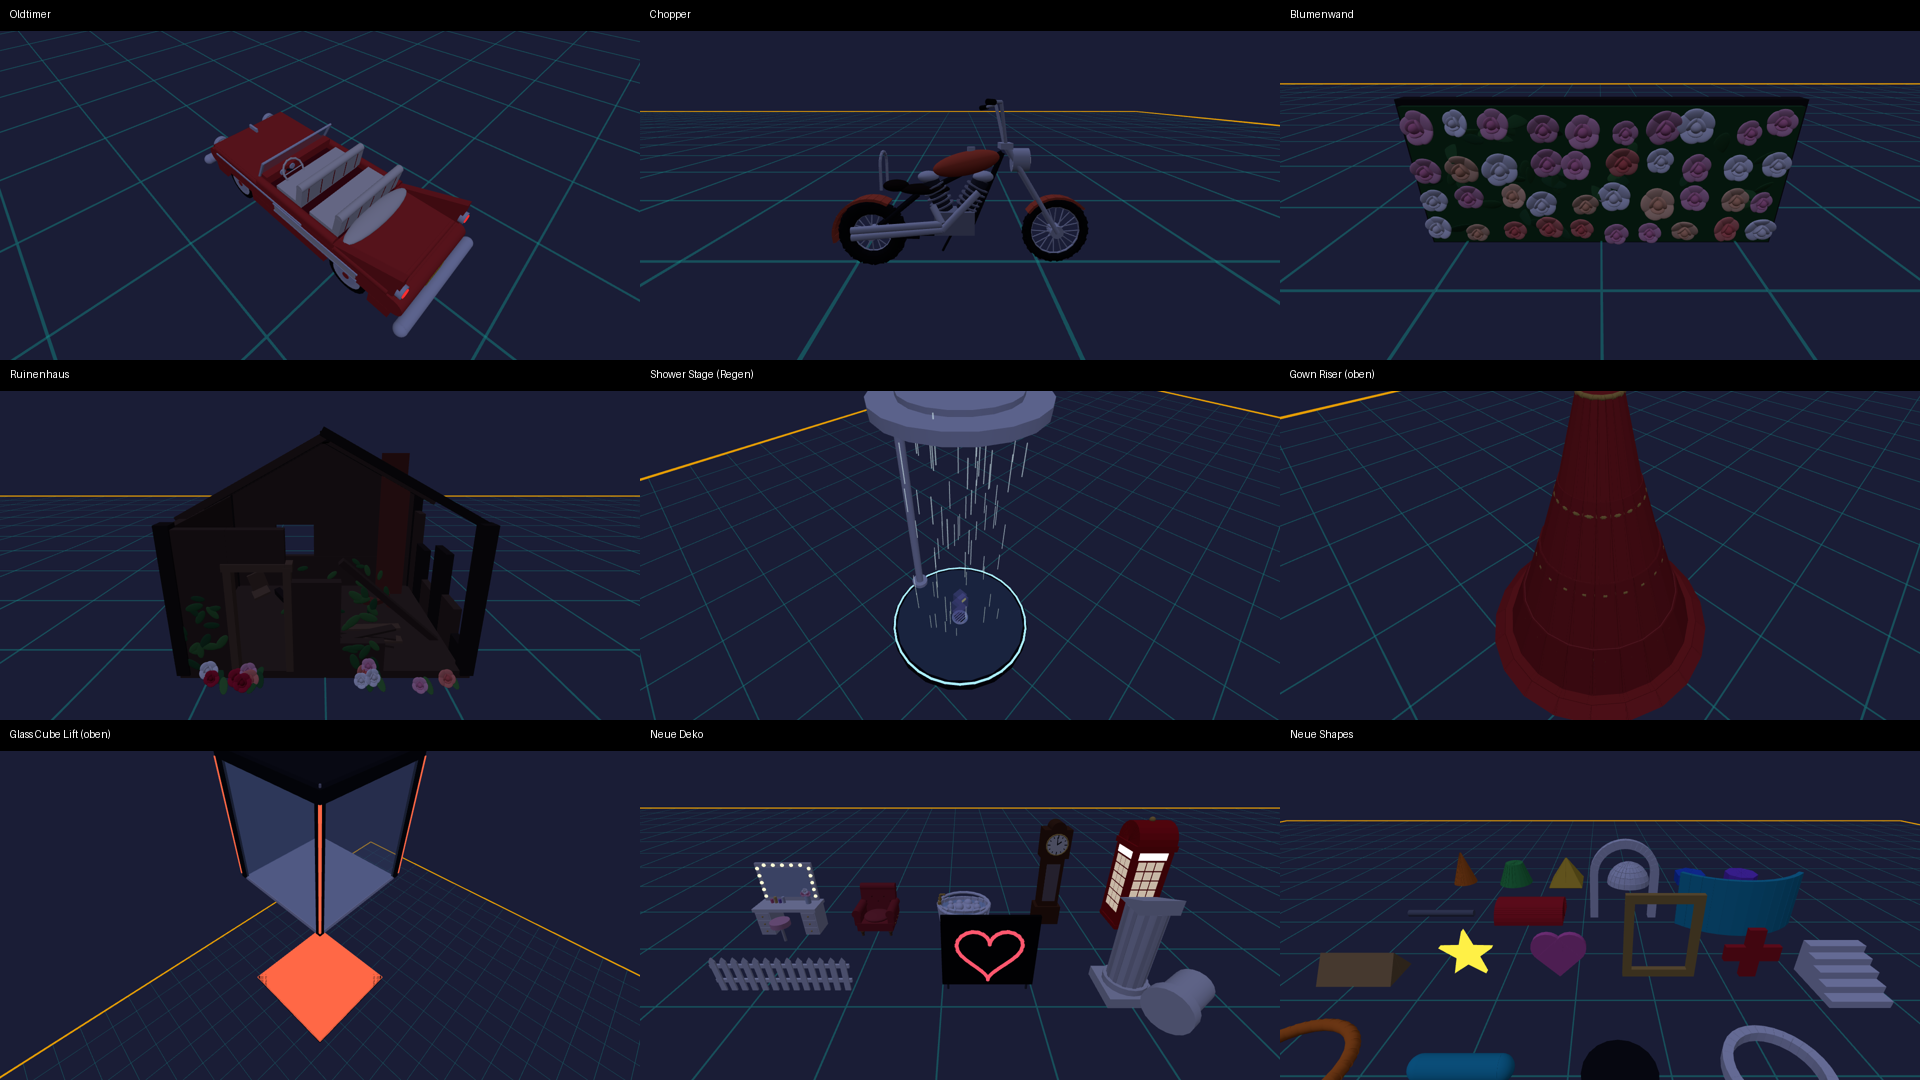 Oldtimer
Chopper
Blumenwand
Ruinenhaus
Shower Stage (Regen)
Gown Riser (oben)
Glass Cube Lift (oben)
Neue Deko
Neue Shapes